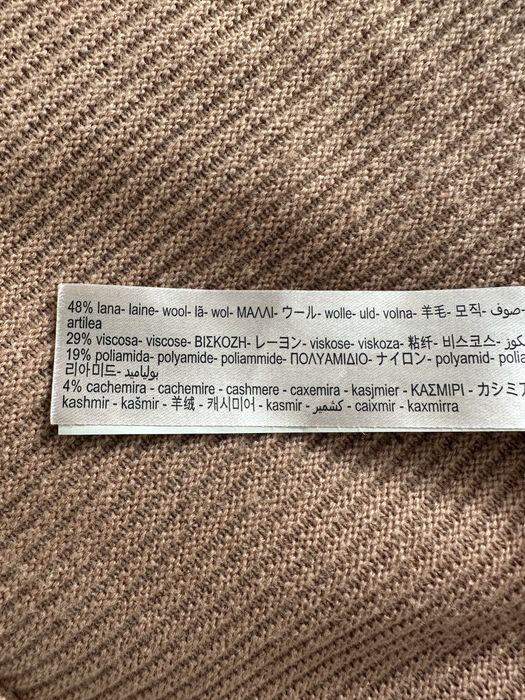 48% lana- laine- wool- lã- wol- ΜΑΛΛΙ- ウール- wolle- uld- volna- 羊毛- 모직- صوف-
artilea
29% viscosa- viscose- ΒΙΣΚΟΖΗ- レーヨン- viskose- viskoza- 粘纤- 비스코스-
19% poliamida- polyamide- poliammide- ΠΟΛΥΑΜΙΔΙΟ- ナイロン- polyamid-
리아미드- بولياميد
4% cachemira - cachemire - cashmere - caxemira - kasjmier - ΚΑΣΜΙΡΙ - カシミア
kashmir - kašmir - 羊绒 - 캐시미어 - kasmir - کشمیر - caixmir - kaxmirra